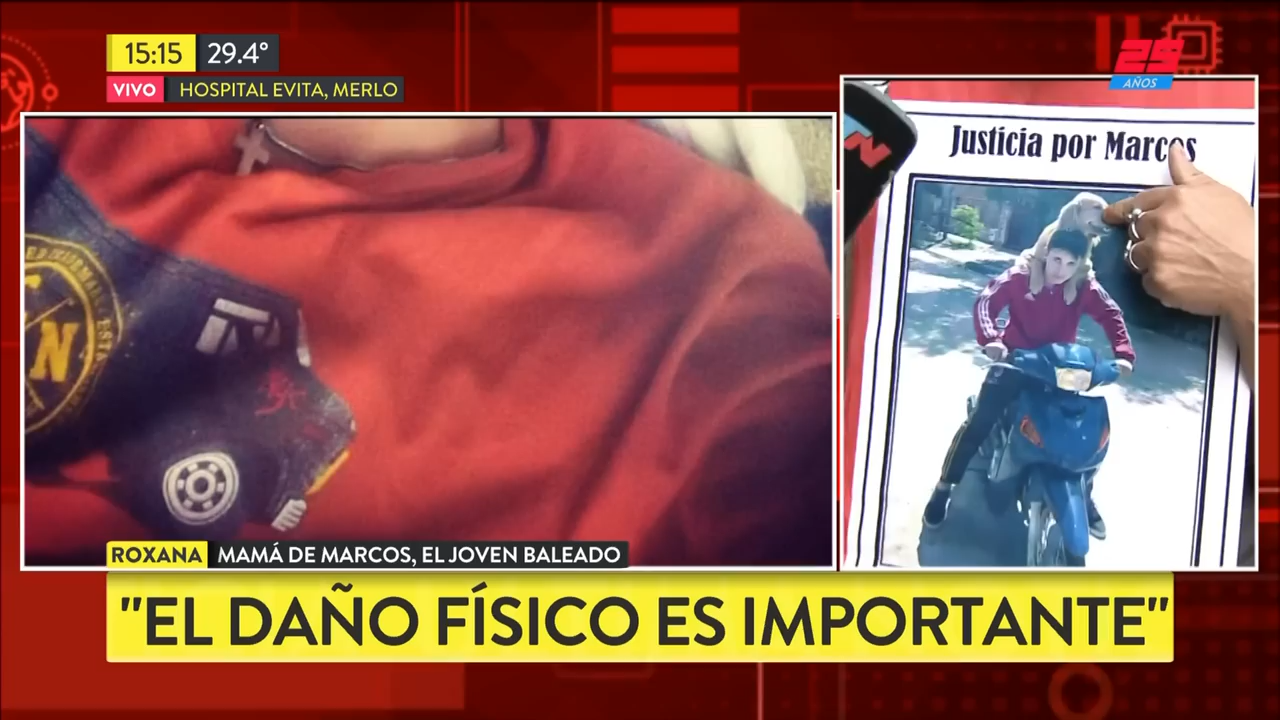 15:15 29.4°
VIVO HOSPITAL EVITA, MERLO
25
AÑOS
TN
Justicia por Marcos
N
ROXANA MAMÁ DE MARCOS, EL JOVEN BALEADO
"EL DAÑO FÍSICO ES IMPORTANTE"